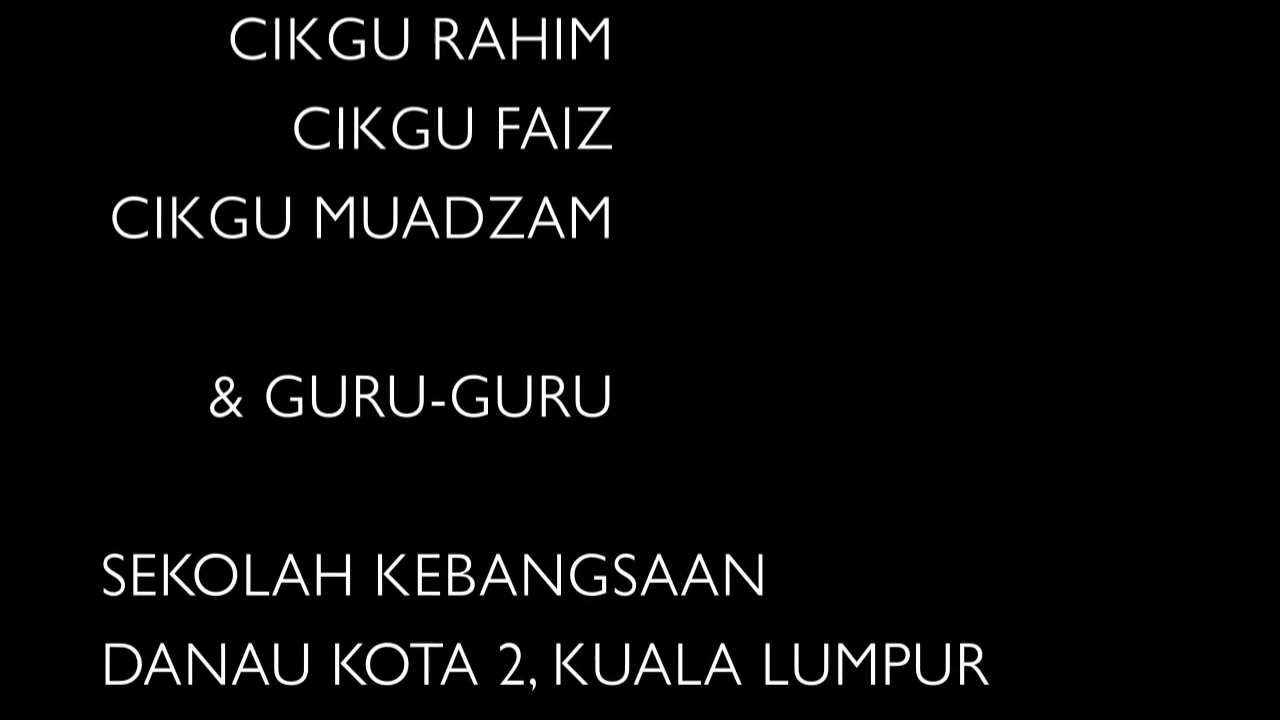 CIKGU RAHIM
CIKGU FAIZ
CIKGU MUADZAM
& GURU-GURU
SEKOLAH KEBANGSAAN
DANAU KOTA 2, KUALA LUMPUR